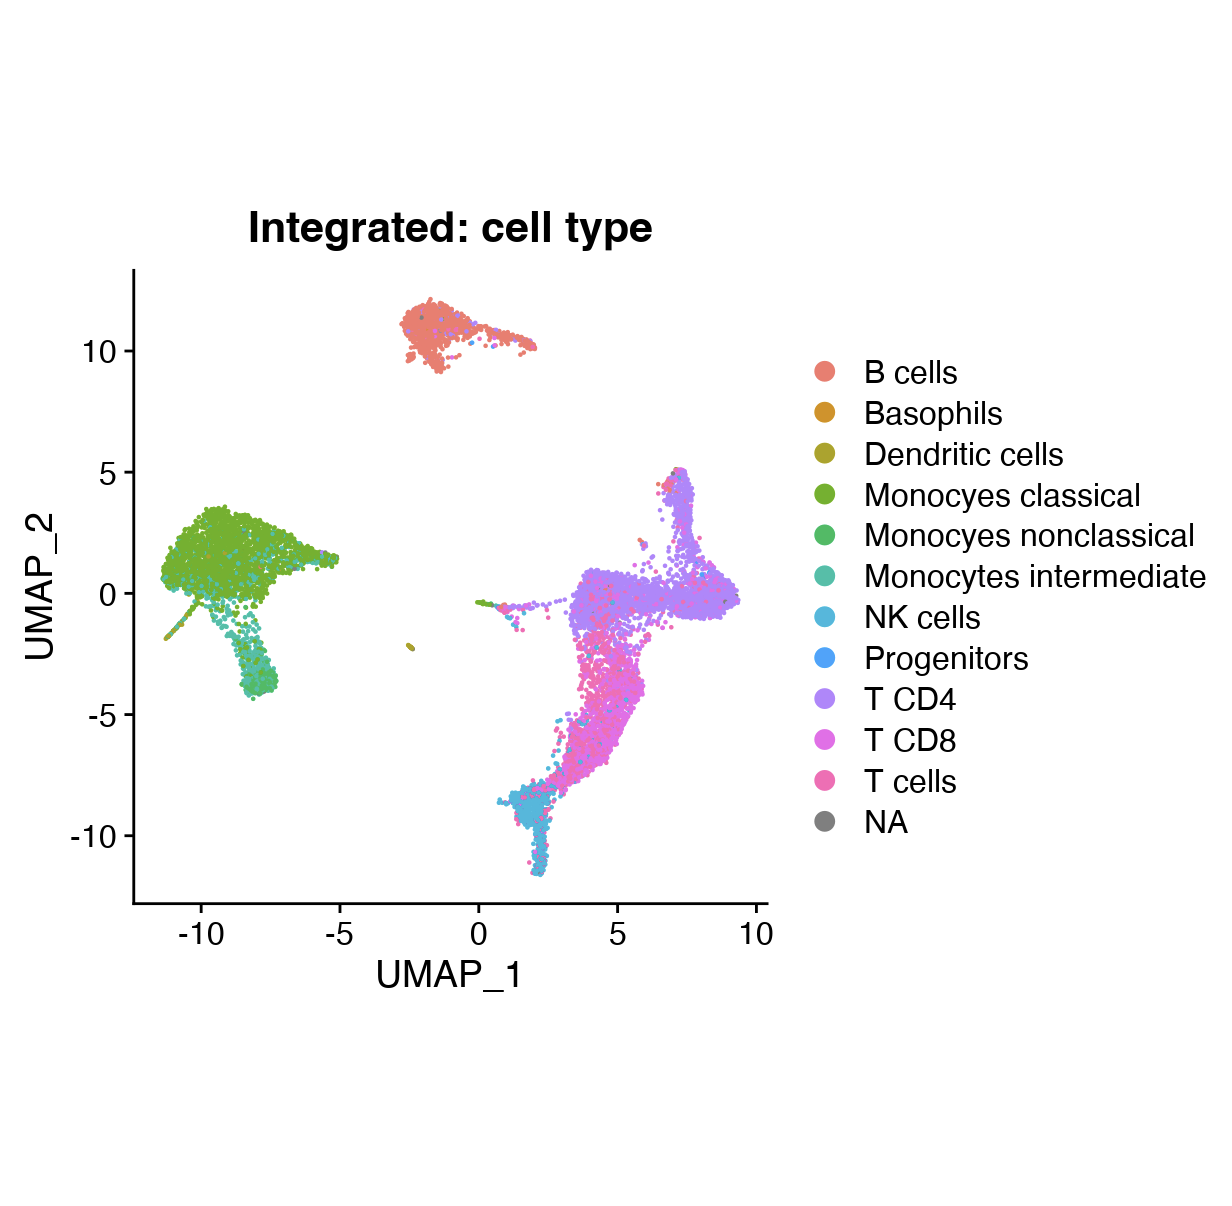 Integrated: cell type
10
5
0
-5
-10
UMAP_2
-10
-5
0
5
10
UMAP_1
B cells
Basophils
Dendritic cells
Monocyes classical
Monocyes nonclassical
Monocytes intermediate
NK cells
Progenitors
T CD4
T CD8
T cells
NA